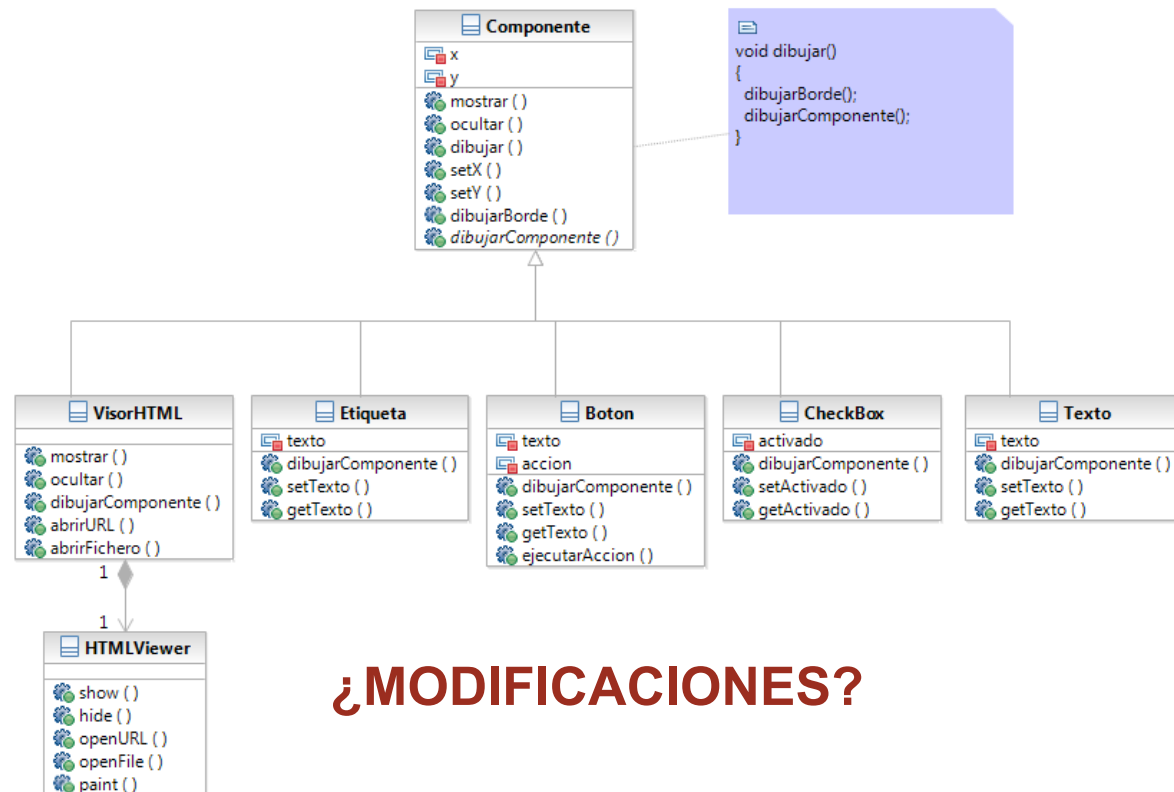 Componente
x
y
mostrar ( )
ocultar ( )
dibujar ( )
setX ( )
setY ( )
dibujarBorde ( )
dibujarComponente ( )
void dibujar()
{
dibujarBorde();
dibujarComponente();
}
VisorHTML
mostrar ( )
ocultar ( )
dibujarComponente ( )
abrirURL ( )
abrirFichero ( )
Etiqueta
texto
dibujarComponente ( )
setTexto ( )
getTexto ( )
Boton
texto
accion
dibujarComponente ( )
setTexto ( )
getTexto ( )
ejecutarAccion ( )
CheckBox
activado
dibujarComponente ( )
setActivado ( )
getActivado ( )
Texto
texto
dibujarComponente ( )
setTexto ( )
getTexto ( )
1
1
HTMLViewer
show ( )
hide ( )
openURL ( )
openFile ( )
paint ( )
¿MODIFICACIONES?